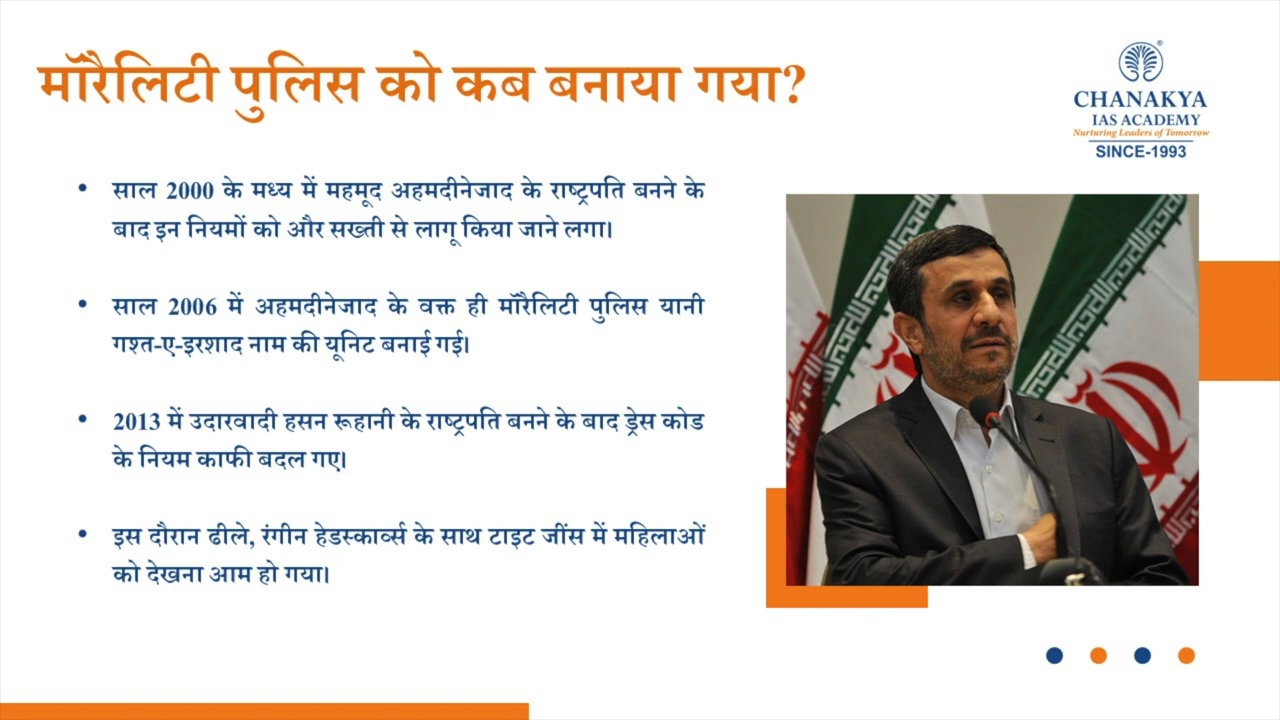 मॉरैलिटी पुलिस को कब बनाया गया?
CHANAKYA
IAS ACADEMY
Nurturing Leaders of Tomorrow
SINCE-1993
• साल 2000 के मध्य में महमूद अहमदीनेजाद के राष्ट्रपति बनने के
बाद इन नियमों को और सख्ती से लागू किया जाने लगा।
• साल 2006 में अहमदीनेजाद के वक्त ही मॉरैलिटी पुलिस यानी
गश्त-ए-इरशाद नाम की यूनिट बनाई गई।
• 2013 में उदारवादी हसन रूहानी के राष्ट्रपति बनने के बाद ड्रेस कोड
के नियम काफी बदल गए।
• इस दौरान ढीले, रंगीन हेडस्कार्व्स के साथ टाइट जींस में महिलाओं
को देखना आम हो गया।